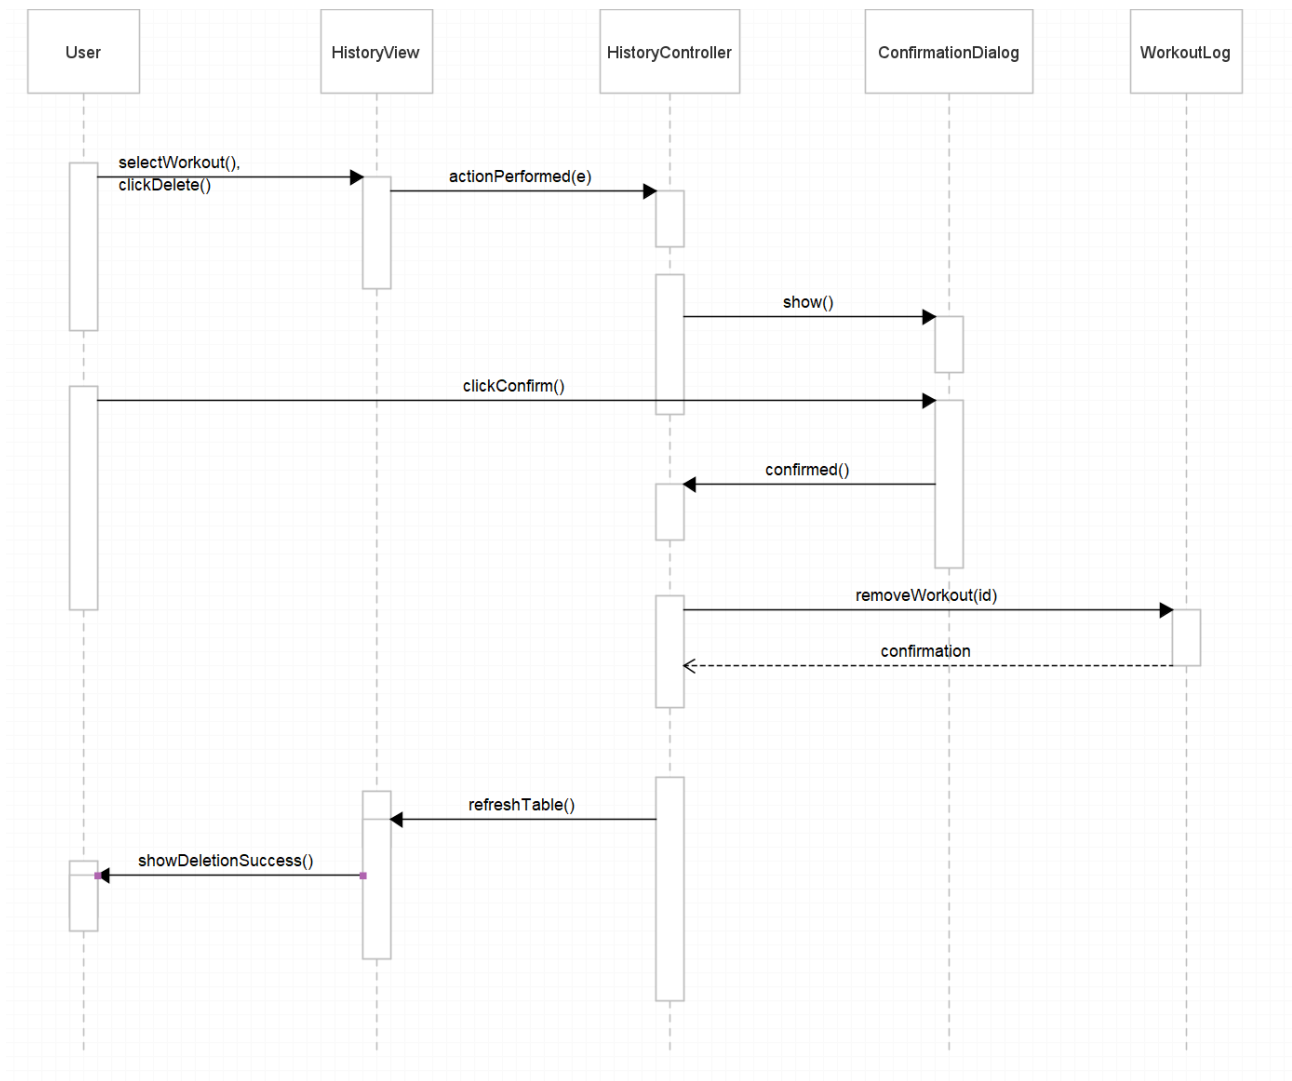 User
HistoryView
HistoryController
ConfirmationDialog
WorkoutLog
selectWorkout(),
clickDelete()
actionPerformed(e)
show()
clickConfirm()
confirmed()
removeWorkout(id)
confirmation
refreshTable()
showDeletionSuccess()